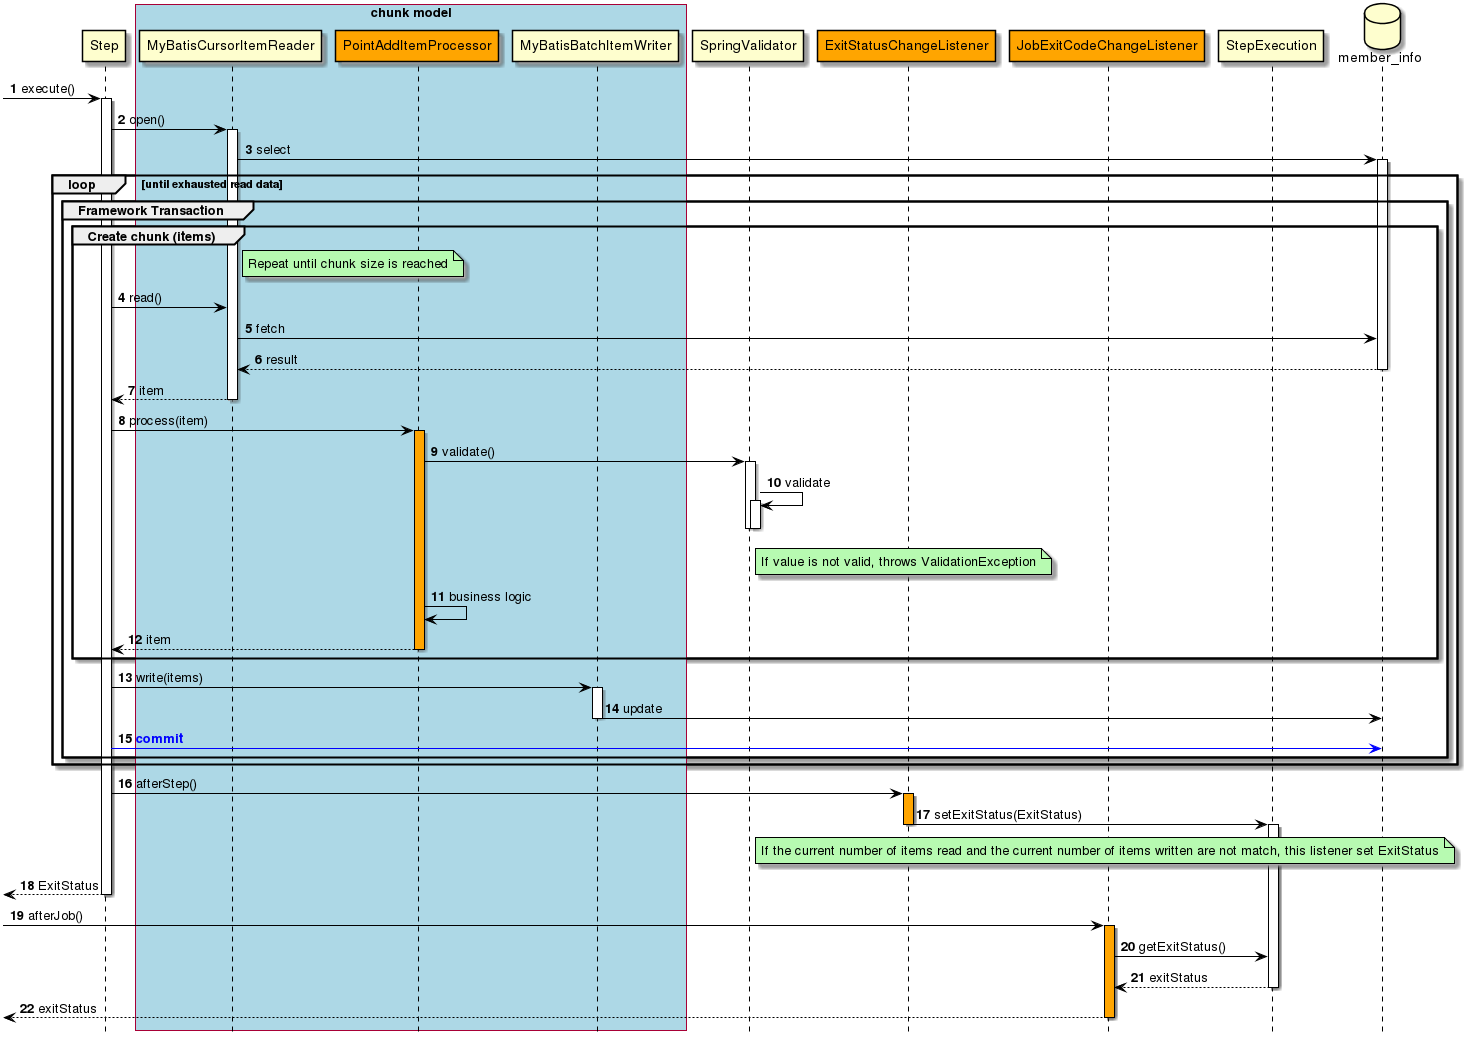 chunk model
Step
MyBatisCursorItemReader
PointAddItemProcessor
MyBatisBatchItemWriter
SpringValidator
ExitStatusChangeListener
JobExitCodeChangeListener
StepExecution
member_info
1 execute()
2 open()
3 select
loop [until exhausted read data]
Framework Transaction
Create chunk (items)
Repeat until chunk size is reached
4 read()
5 fetch
6 result
7 item
8 process(item)
9 validate()
10 validate
If value is not valid, throws ValidationException
11 business logic
12 item
13 write(items)
14 update
15 commit
16 afterStep()
17 setExitStatus(ExitStatus)
If the current number of items read and the current number of items written are not match, this listener set ExitStatus
18 ExitStatus
19 afterJob()
20 getExitStatus()
21 exitStatus
22 exitStatus